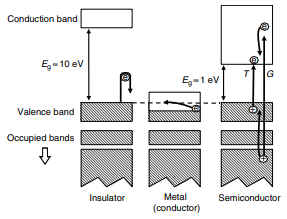 Conduction band
E_g ≈ 10 eV
E_g ≈ 1 eV
T
G
Valence band
Occupied bands
Insulator
Metal
(conductor)
Semiconductor